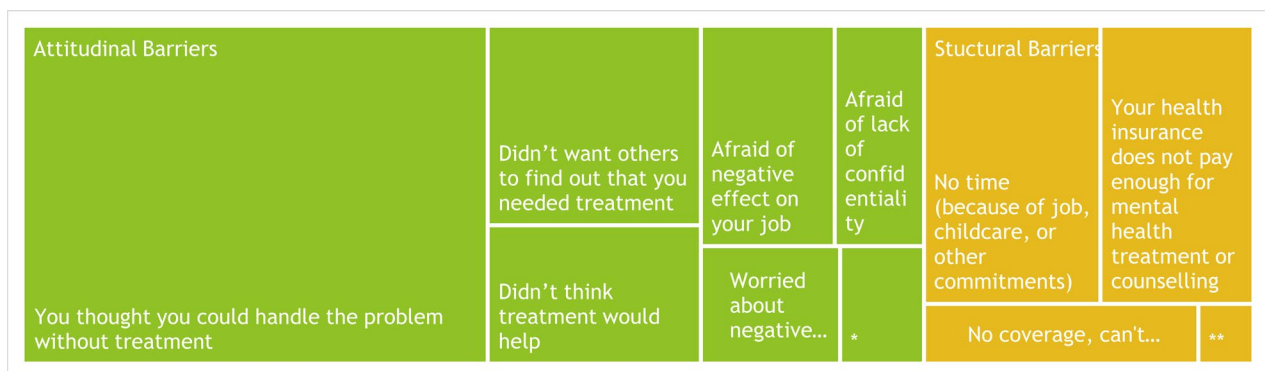 Attitudinal Barriers
You thought you could handle the problem
without treatment
Didn’t want others
to find out that you
needed treatment
Didn’t think
treatment would
help
Afraid of
negative
effect on
your job
Afraid
of lack
of
confid
entiali
ty
Worried
about
negative…
*
Stuctural Barriers
No time
(because of job,
childcare, or
other
commitments)
Your health
insurance
does not pay
enough for
mental
health
treatment or
counselling
No coverage, can't…
**